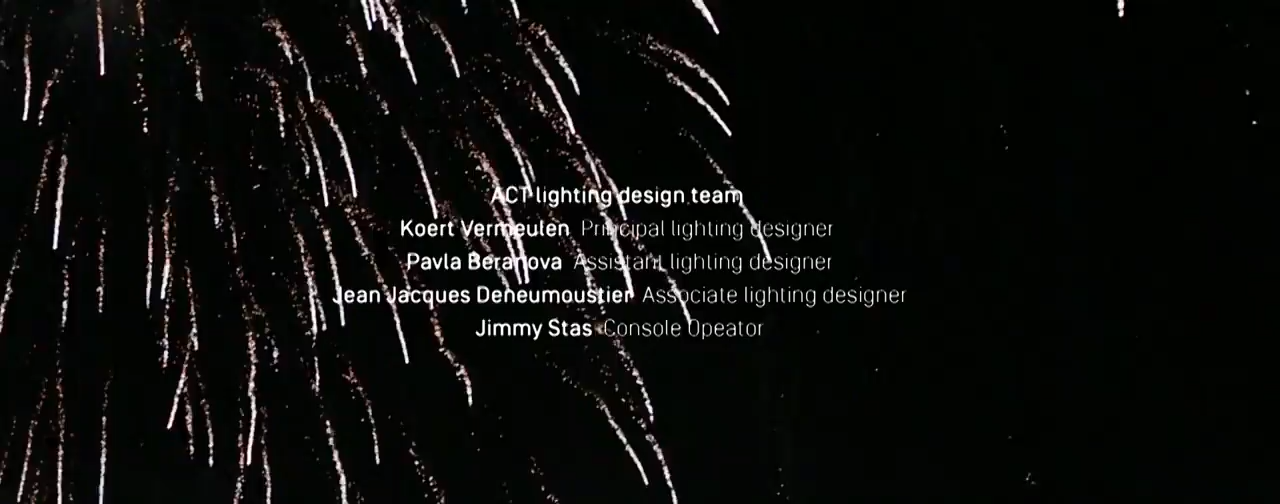 ACT lighting design team
Koert Vermeulen Principal lighting designer
Pavla Beranova Assistant lighting designer
Jean Jacques Deneumoustier Associate lighting designer
Jimmy Stas Console Opeator